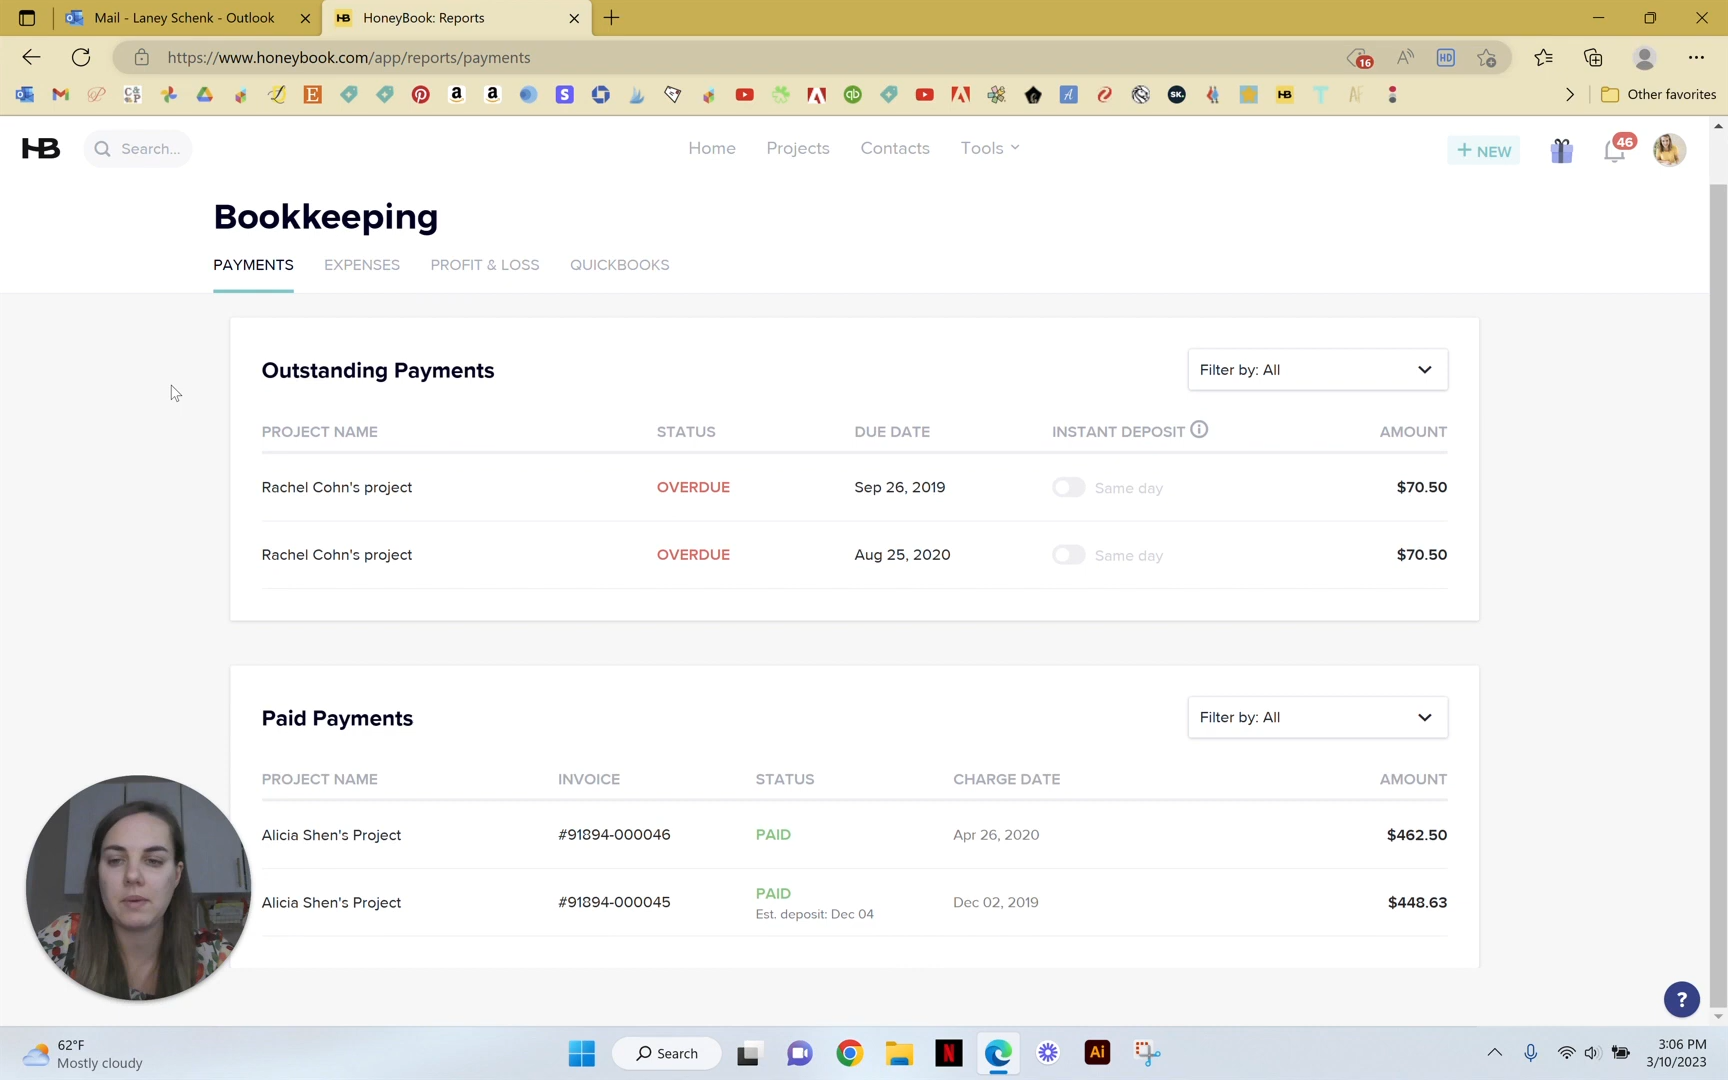 Mail - Laney Schenk - Outlook
HB HoneyBook: Reports
https://www.honeybook.com/app/reports/payments
16
HD
Other favorites
HB
Search...
Home
Projects
Contacts
Tools
+ NEW
46
Bookkeeping
PAYMENTS
EXPENSES
PROFIT & LOSS
QUICKBOOKS
Outstanding Payments
Filter by: All
PROJECT NAME STATUS DUE DATE INSTANT DEPOSIT AMOUNT
Rachel Cohn's project OVERDUE Sep 26, 2019 Same day $70.50
Rachel Cohn's project OVERDUE Aug 25, 2020 Same day $70.50
Paid Payments
Filter by: All
PROJECT NAME INVOICE STATUS CHARGE DATE AMOUNT
Alicia Shen's Project #91894-000046 PAID Apr 26, 2020 $462.50
Alicia Shen's Project #91894-000045 PAID Dec 02, 2019 $448.63
Est. deposit: Dec 04
?
62°F
Mostly cloudy
Search
N
Ai
3:06 PM
3/10/2023